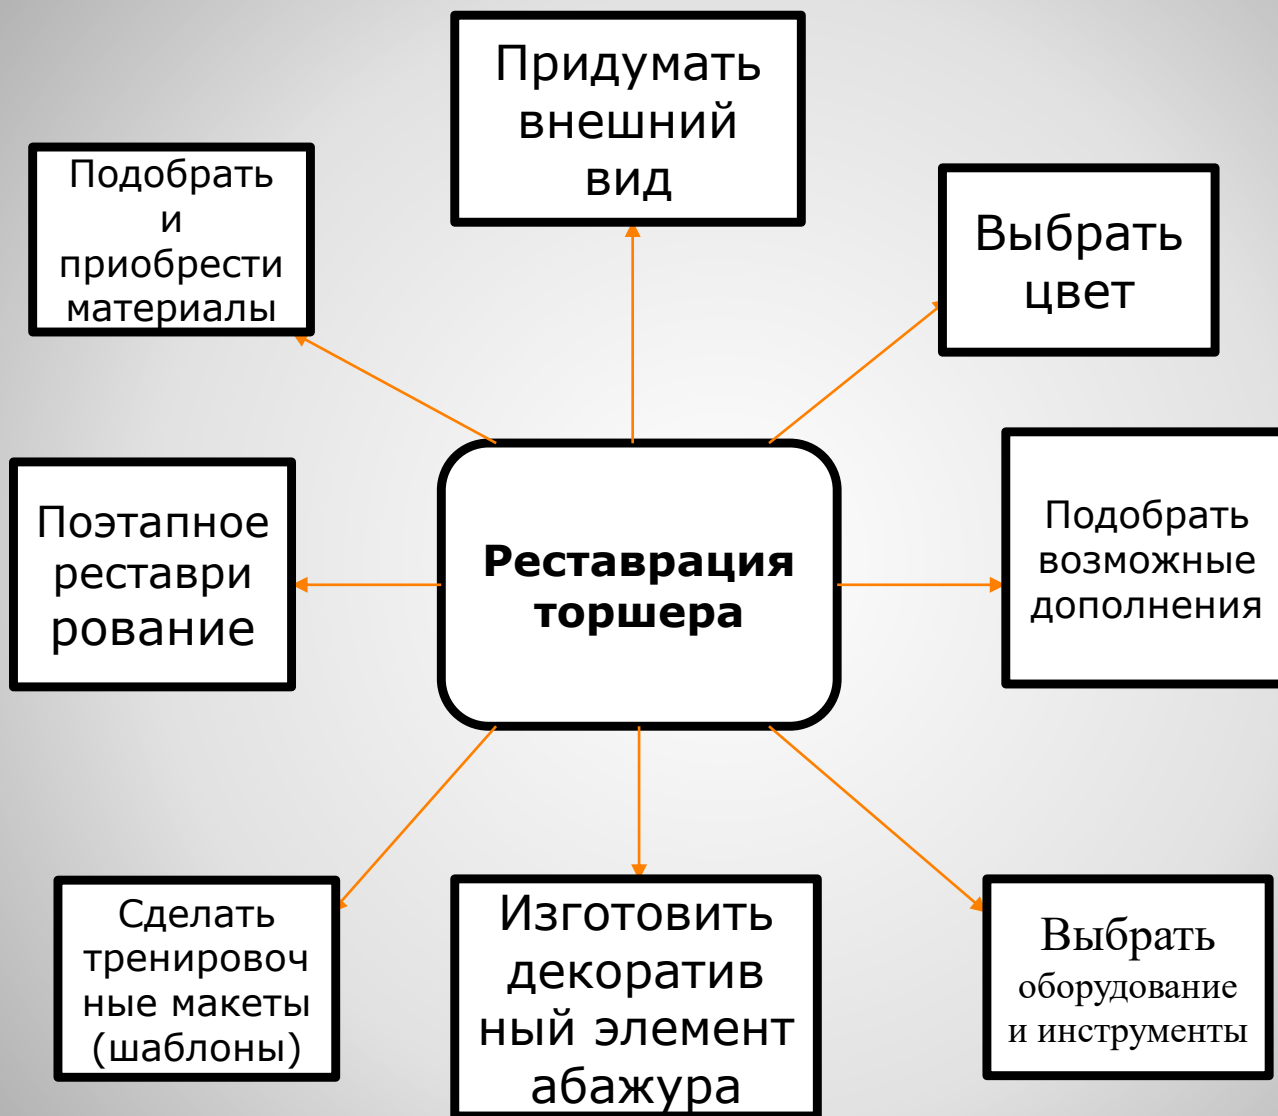 Придумать
внешний
вид
Подобрать
и
приобрести
материалы
Выбрать
цвет
Поэтапное
реставри
рование
Реставрация
торшера
Подобрать
возможные
дополнения
Сделать
тренировоч
ные макеты
(шаблоны)
Изготовить
декоратив
ный элемент
абажура
Выбрать
оборудование
и инструменты